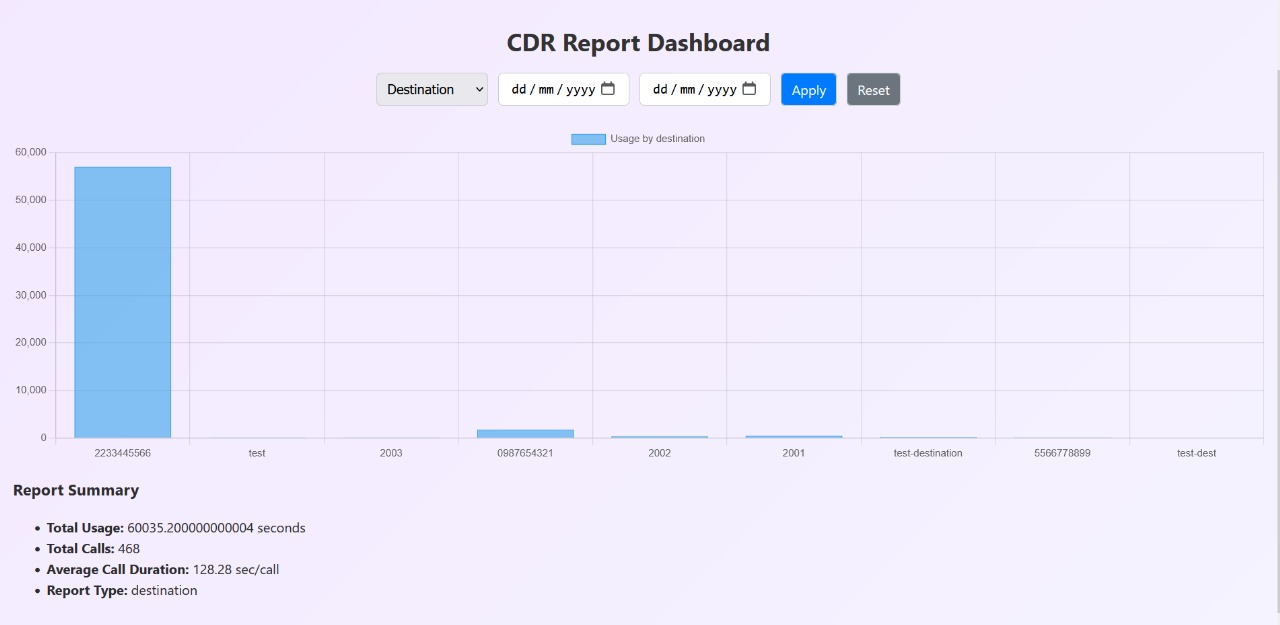 CDR Report Dashboard
Destination dd/mm/yyyy dd/mm/yyyy Apply Reset
Usage by destination
60,000
50,000
40,000
30,000
20,000
10,000
0
2233445566 test 2003 0987654321 2002 2001 test-destination 5566778899 test-dest
Report Summary
• Total Usage: 60035.200000000004 seconds
• Total Calls: 468
• Average Call Duration: 128.28 sec/call
• Report Type: destination